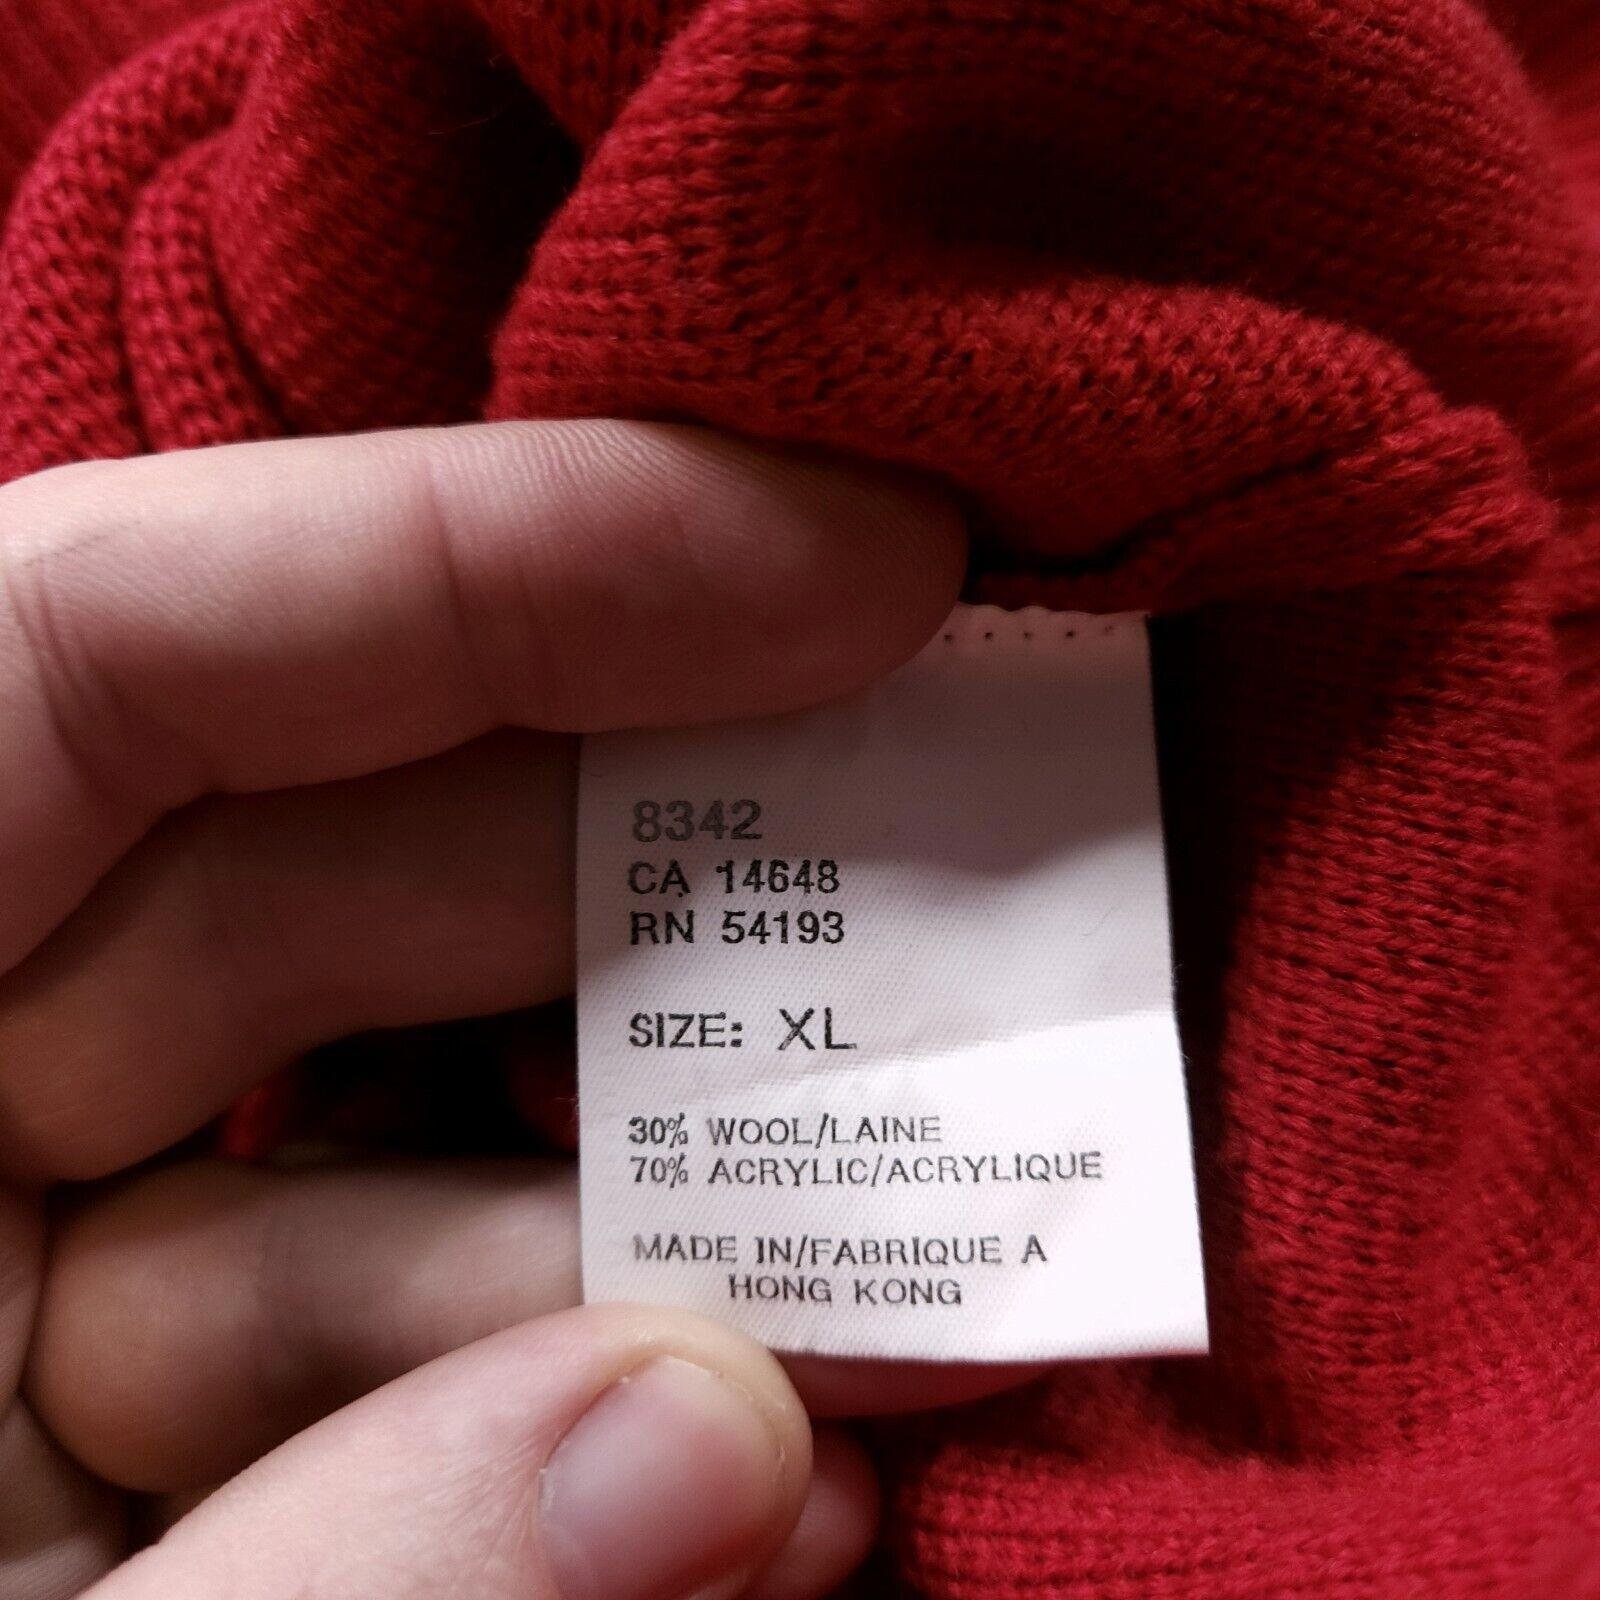 8342
CA 14648
RN 54193
SIZE: XL
30% WOOL/LAINE
70% ACRYLIC/ACRYLIQUE
MADE IN/FABRIQUE A
HONG KONG